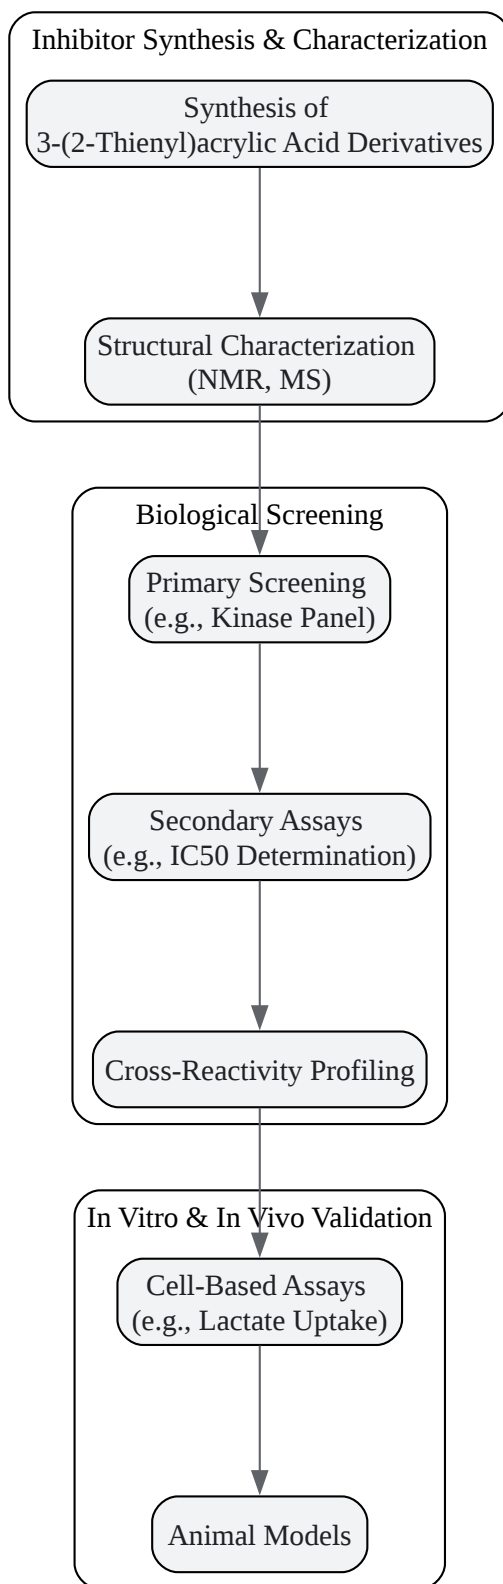 Inhibitor Synthesis & Characterization
Synthesis of
3-(2-Thienyl)acrylic Acid Derivatives
Structural Characterization
(NMR, MS)
Biological Screening
Primary Screening
(e.g., Kinase Panel)
Secondary Assays
(e.g., IC50 Determination)
Cross-Reactivity Profiling
In Vitro & In Vivo Validation
Cell-Based Assays
(e.g., Lactate Uptake)
Animal Models